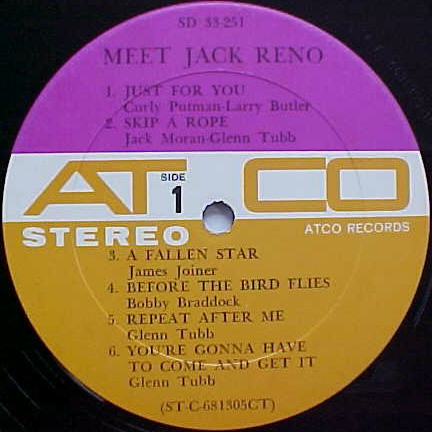 SD 33-251
MEET JACK RENO
1. JUST FOR YOU
Curly Putman-Larry Butler
2. SKIP A ROPE
Jack Moran-Glenn Tubb
ATCO
SIDE
1
STEREO
ATCO RECORDS
3. A FALLEN STAR
James Joiner
4. BEFORE THE BIRD FLIES
Bobby Braddock
5. REPEAT AFTER ME
Glenn Tubb
6. YOU'RE GONNA HAVE
TO COME AND GET IT
Glenn Tubb
(ST-C-681305CT)